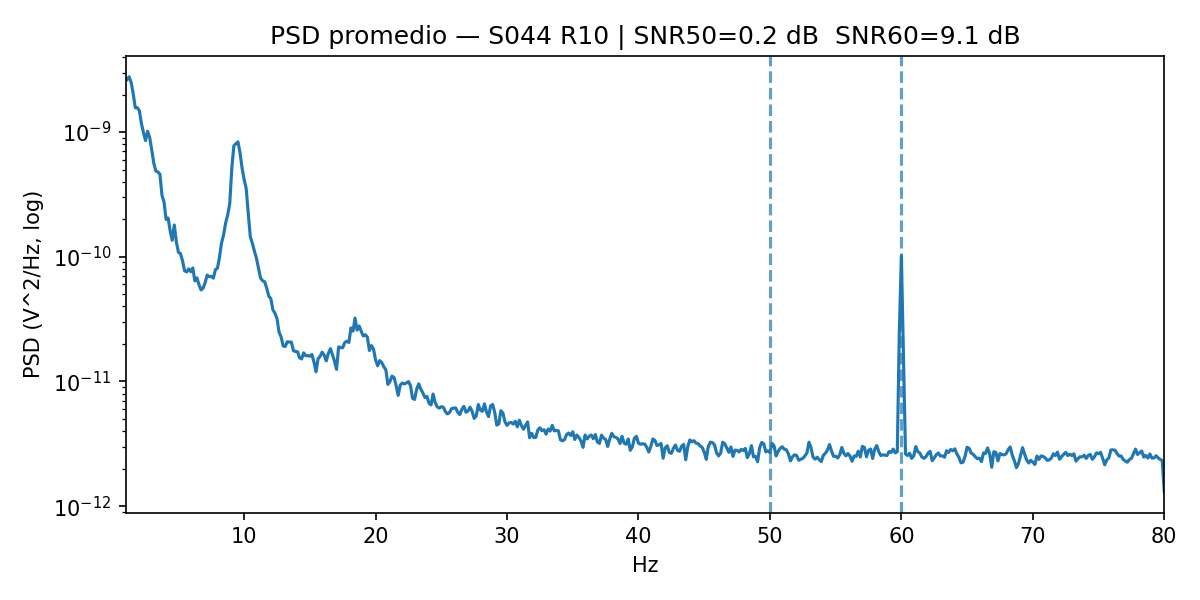 PSD promedio — S044 R10 | SNR50=0.2 dB  SNR60=9.1 dB
PSD (V^2/Hz, log)
10⁻⁹
10⁻¹⁰
10⁻¹¹
10⁻¹²
10 20 30 40 50 60 70 80
Hz